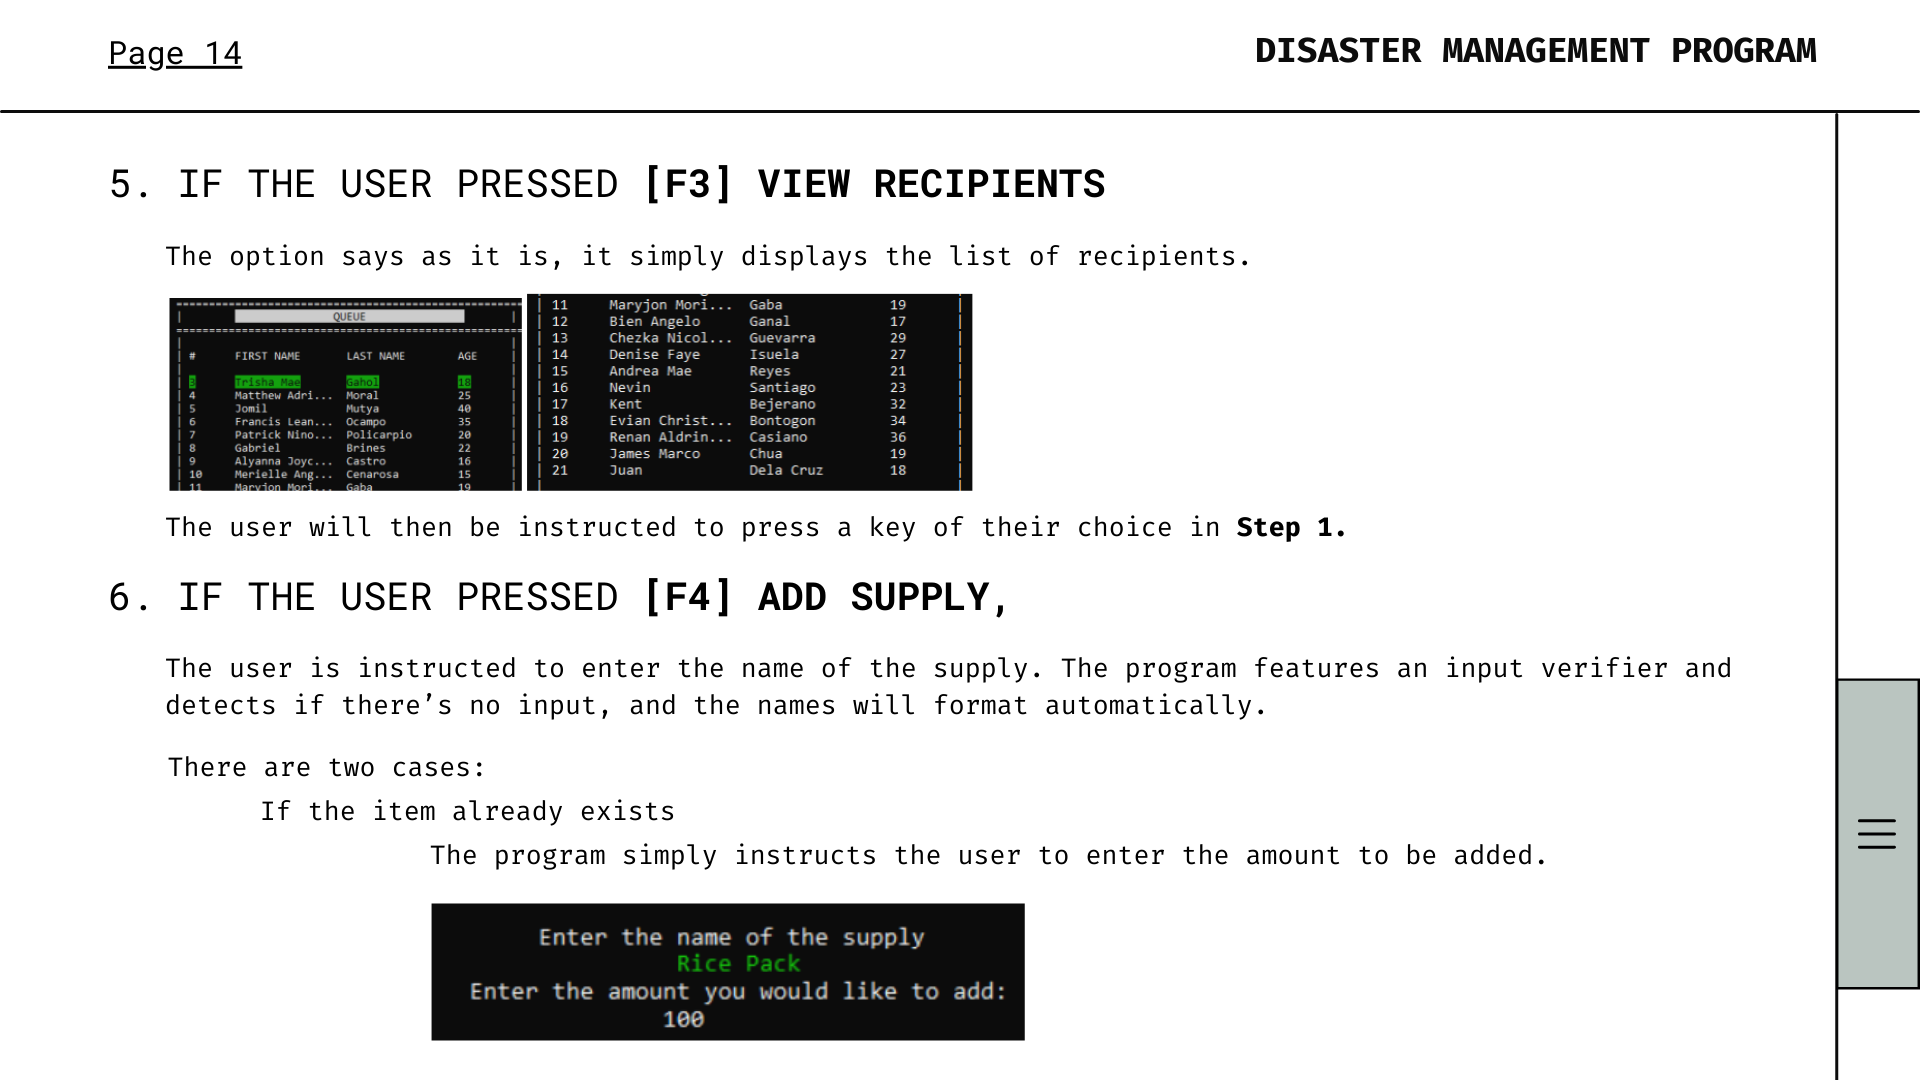 Page 14
DISASTER MANAGEMENT PROGRAM
5. IF THE USER PRESSED [F3] VIEW RECIPIENTS
The option says as it is, it simply displays the list of recipients.
QUEUE
# FIRST NAME LAST NAME AGE
3 Trisha Mae Gahol 18
4 Matthew Adri... Moral 25
5 Jomil Mutya 40
6 Francis Lean... Ocampo 35
7 Patrick Nino... Policarpio 20
8 Gabriel Brines 22
9 Alyanna Joyc... Castro 16
10 Merielle Ang... Cenarosa 15
11 Maryjon Mori... Gaba 19
11 Maryjon Mori... Gaba 19
12 Bien Angelo Ganal 17
13 Chezka Nicol... Guevarra 29
14 Denise Faye Isuela 27
15 Andrea Mae Reyes 21
16 Nevin Santiago 23
17 Kent Bejerano 32
18 Evian Christ... Bontogon 34
19 Renan Aldrin... Casiano 36
20 James Marco Chua 19
21 Juan Dela Cruz 18
The user will then be instructed to press a key of their choice in Step 1.
6. IF THE USER PRESSED [F4] ADD SUPPLY,
The user is instructed to enter the name of the supply. The program features an input verifier and
detects if there’s no input, and the names will format automatically.
There are two cases:
If the item already exists
The program simply instructs the user to enter the amount to be added.
Enter the name of the supply
Rice Pack
Enter the amount you would like to add:
100